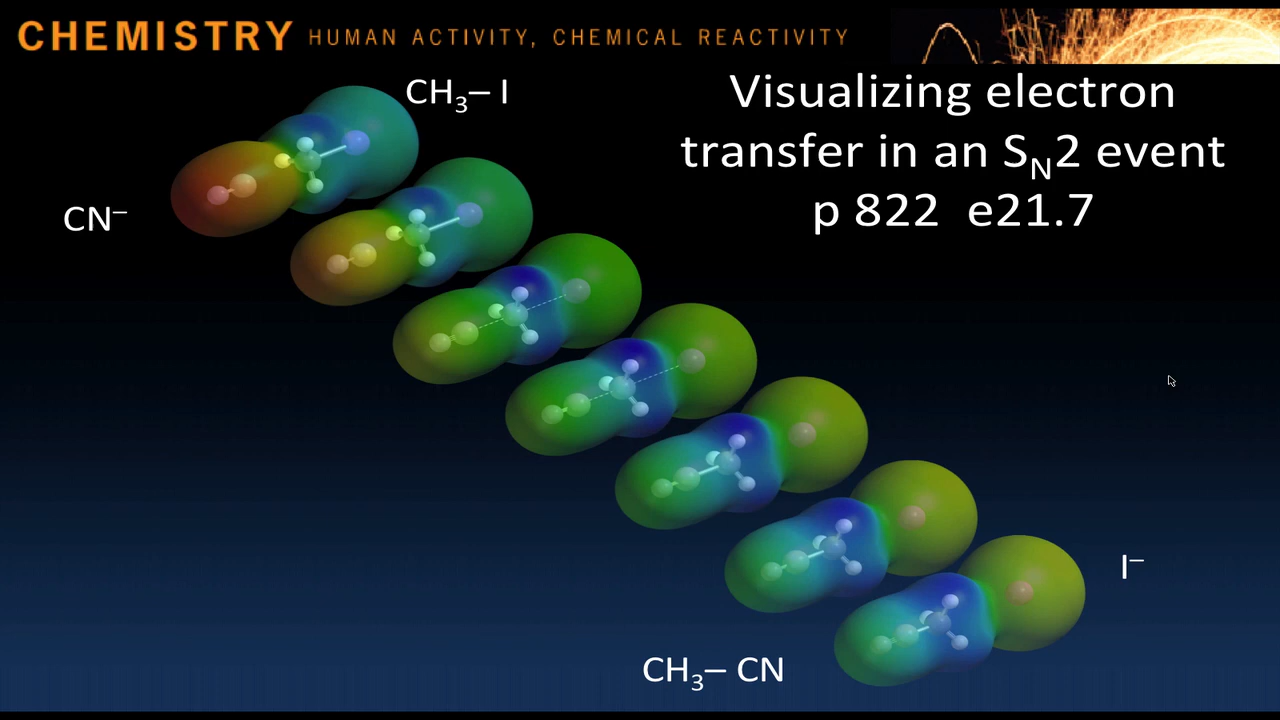 CHEMISTRY HUMAN ACTIVITY, CHEMICAL REACTIVITY
CH₃– I
Visualizing electron
transfer in an SN2 event
p 822 e21.7
CN⁻
I⁻
CH₃– CN